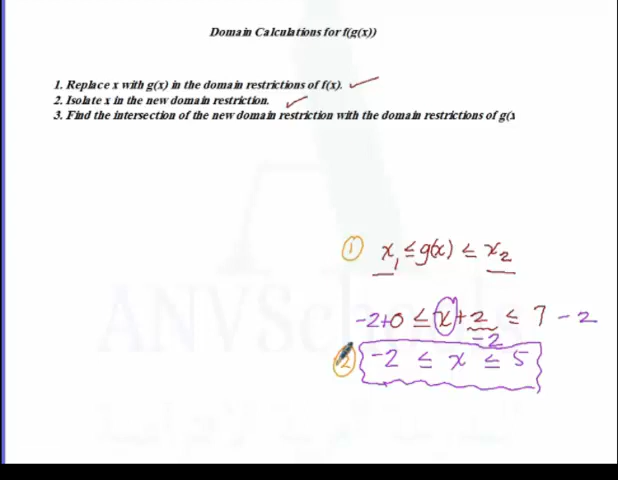 Domain Calculations for f(g(x))
1. Replace x with g(x) in the domain restrictions of f(x).
2. Isolate x in the new domain restriction.
3. Find the intersection of the new domain restriction with the domain restrictions of g(x
① x₁ ≤ g(x) ≤ x₂
-2+0 ≤ x+2 ≤ 7 - 2
-2
② -2 ≤ x ≤ 5
ANVSchools